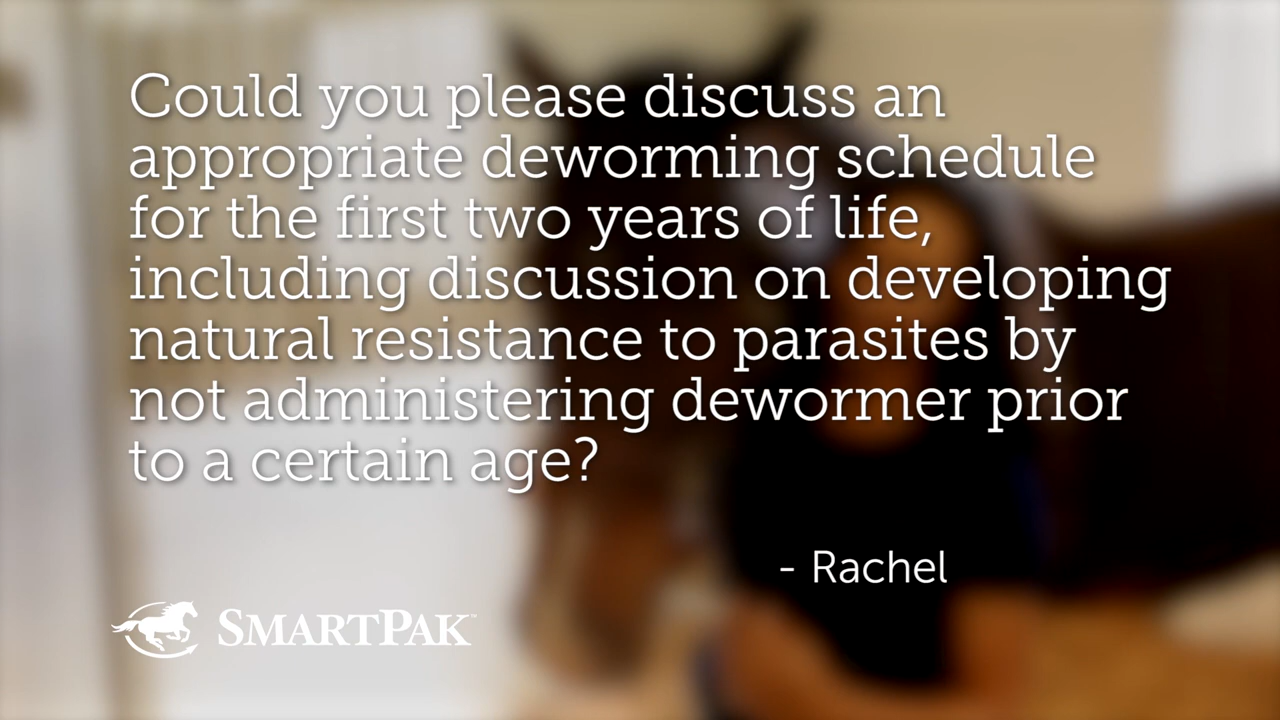 Could you please discuss an
appropriate deworming schedule
for the first two years of life,
including discussion on developing
natural resistance to parasites by
not administering dewormer prior
to a certain age?
- Rachel
SMARTPAK™